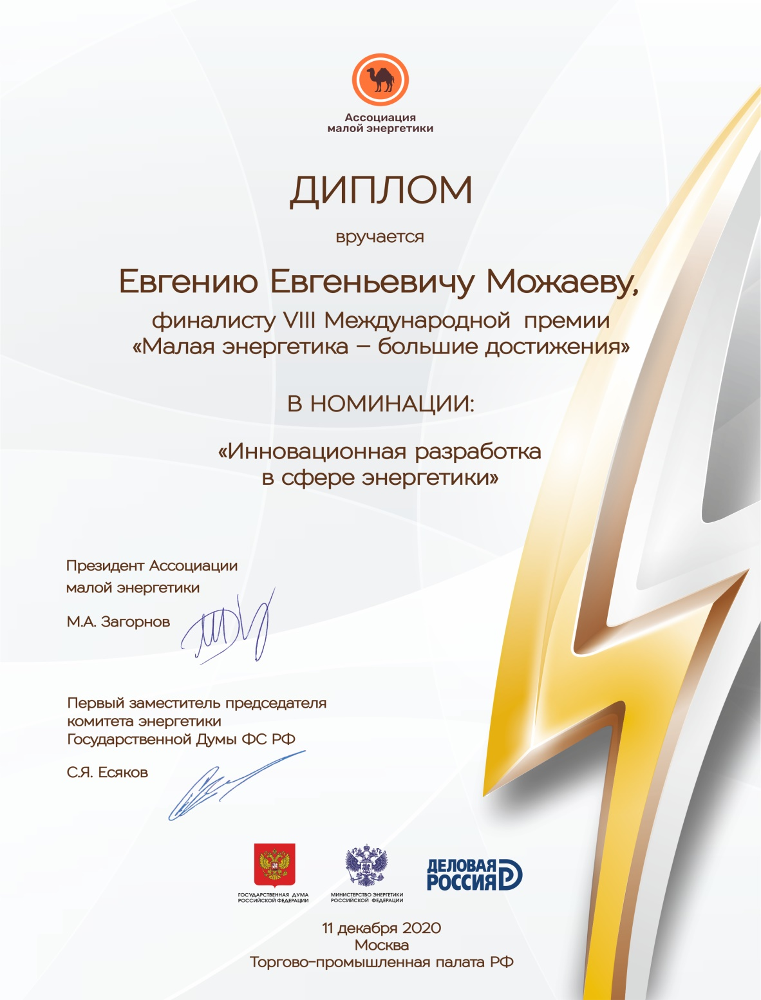 Ассоциация
малой энергетики
ДИПЛОМ
вручается
Евгению Евгеньевичу Можаеву,
финалисту VIII Международной премии
«Малая энергетика – большие достижения»
В НОМИНАЦИИ:
«Инновационная разработка
в сфере энергетики»
Президент Ассоциации
малой энергетики
М.А. Загорнов
Первый заместитель председателя
комитета энергетики
Государственной Думы ФС РФ
С.Я. Есяков
ГОСУДАРСТВЕННАЯ ДУМА
РОССИЙСКОЙ ФЕДЕРАЦИИ
МИНИСТЕРСТВО ЭНЕРГЕТИКИ
РОССИЙСКОЙ ФЕДЕРАЦИИ
ДЕЛОВАЯ
РОССИЯ
11 декабря 2020
Москва
Торгово-промышленная палата РФ